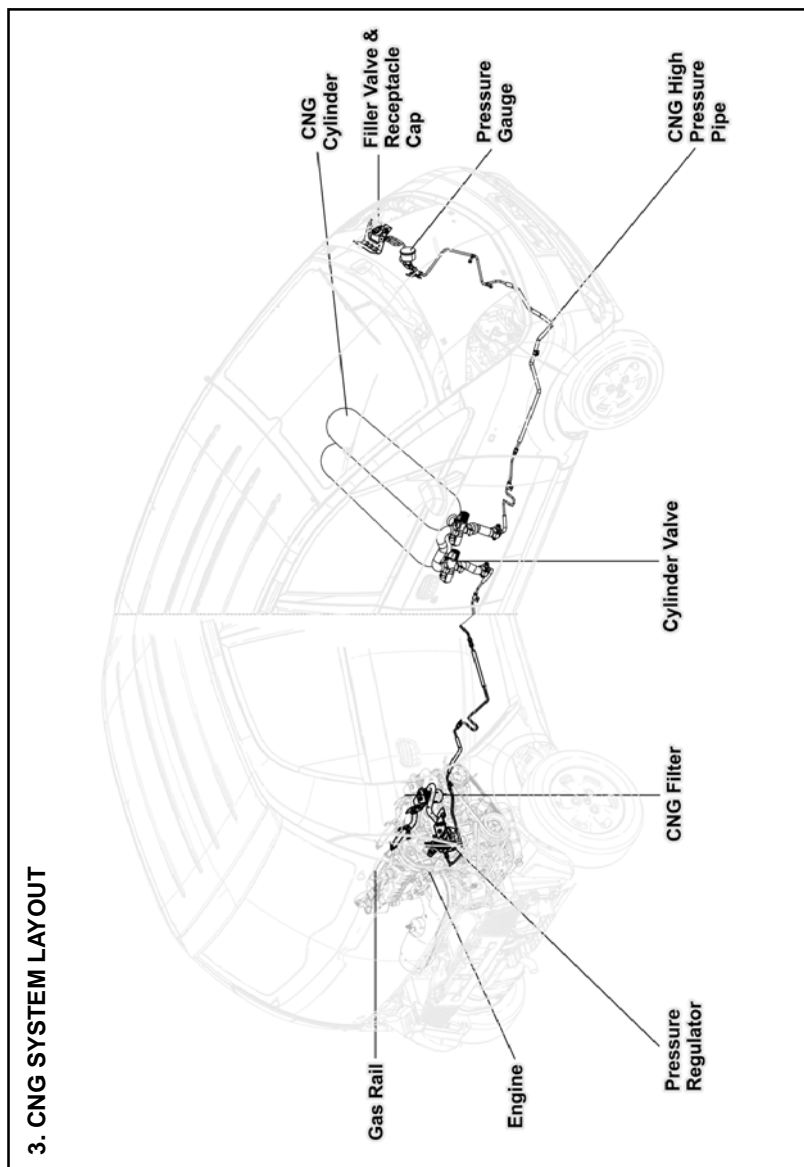 3. CNG SYSTEM LAYOUT
CNG
Cylinder
Filler Valve &
Receptacle
Cap
Pressure
Gauge
CNG High
Pressure
Pipe
Cylinder Valve
CNG Filter
Gas Rail
Engine
Pressure
Regulator